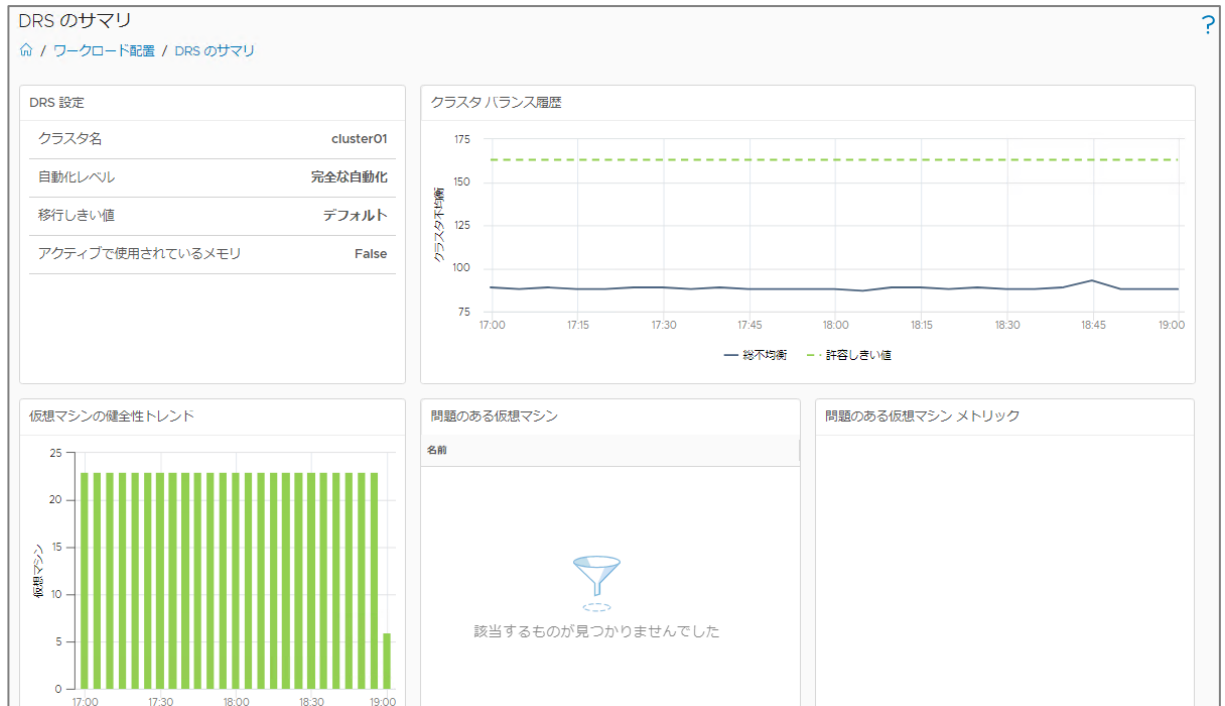 DRS のサマリ
?
/ ワークロード配置 / DRS のサマリ
DRS 設定
クラスタ名 cluster01
自動化レベル 完全な自動化
移行しきい値 デフォルト
アクティブで使用されているメモリ False
クラスタ バランス履歴
クラスタ不均衡
175
150
125
100
75
17:00 17:15 17:30 17:45 18:00 18:15 18:30 18:45 19:00
総不均衡 許容しきい値
仮想マシンの健全性トレンド
仮想マシン
25
20
15
10
5
0
17:00 17:30 18:00 18:30 19:00
問題のある仮想マシン
名前
該当するものが見つかりませんでした
問題のある仮想マシン メトリック